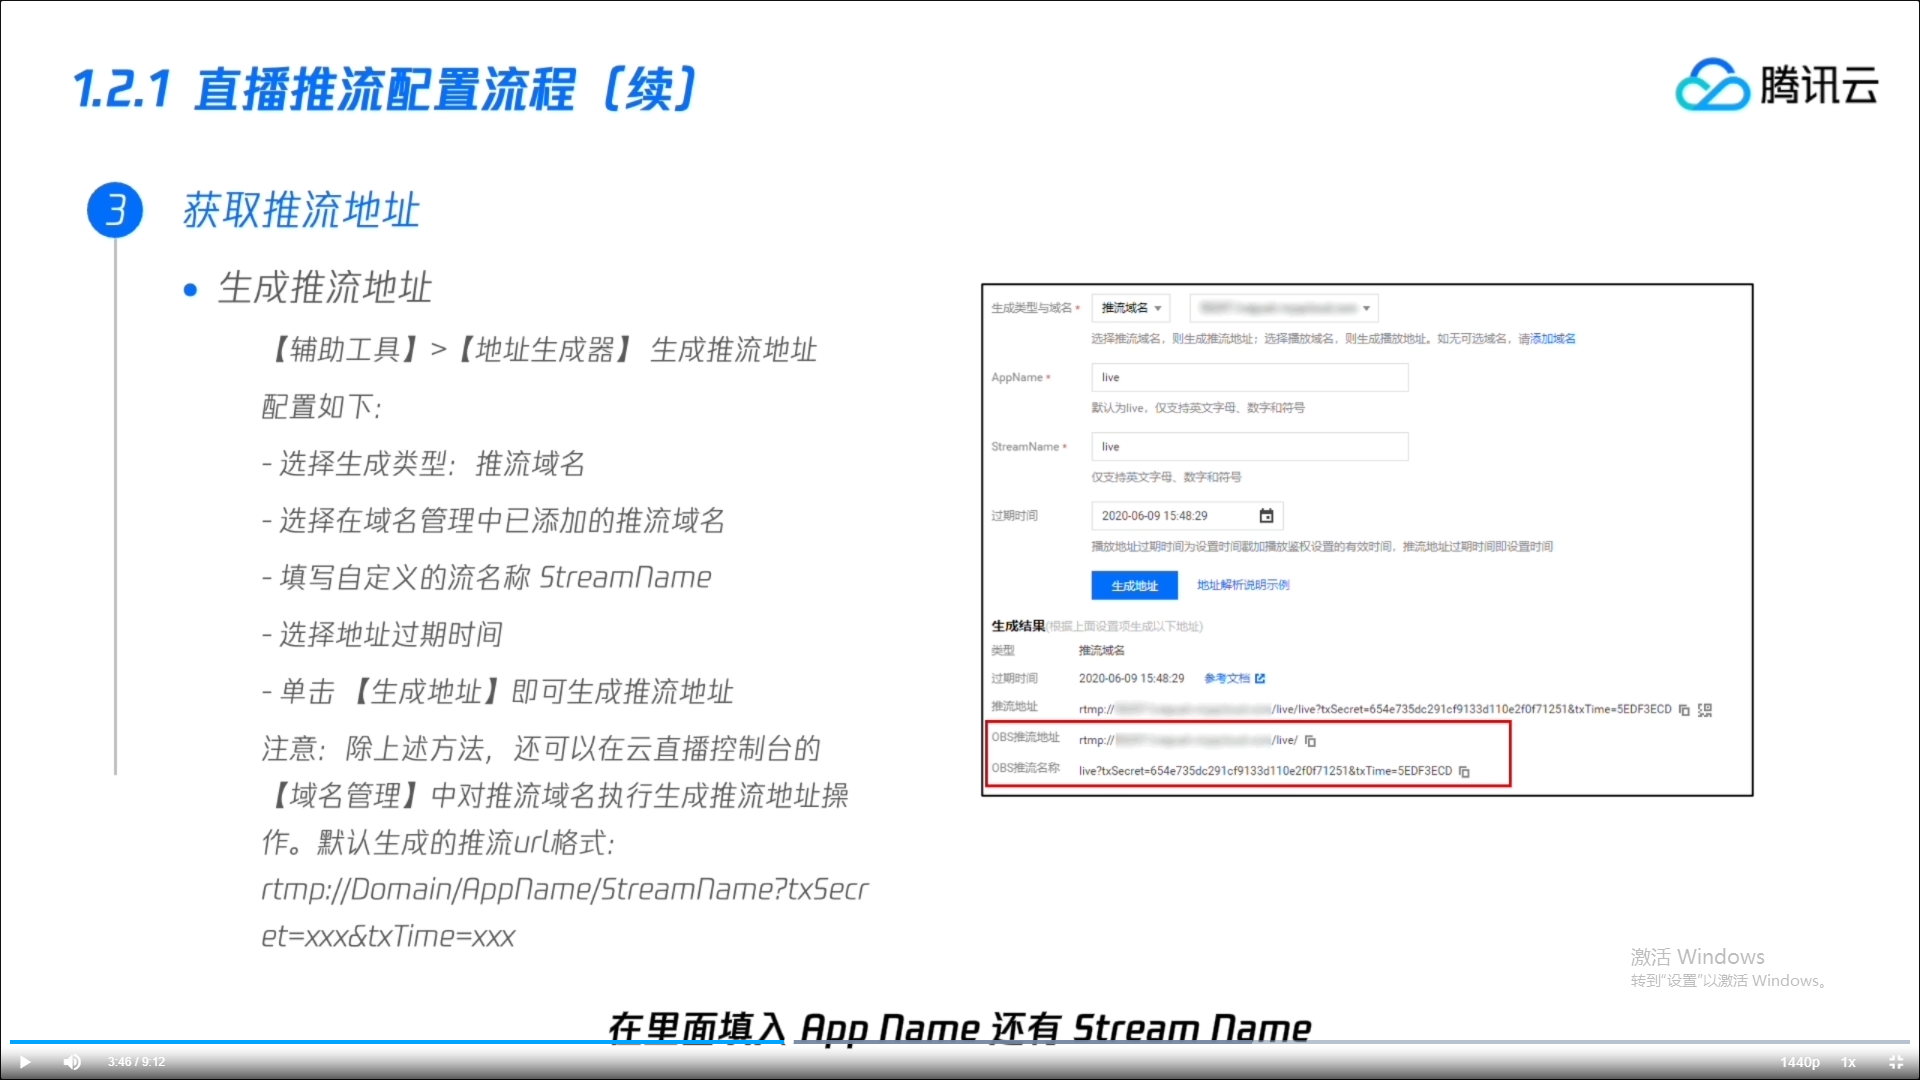 1.2.1 直播推流配置流程（续）
腾讯云
3 获取推流地址
生成推流地址
【辅助工具】>【地址生成器】 生成推流地址
配置如下：
- 选择生成类型：推流域名
- 选择在域名管理中已添加的推流域名
- 填写自定义的流名称 StreamName
- 选择地址过期时间
- 单击 【生成地址】即可生成推流地址
注意：除上述方法，还可以在云直播控制台的
【域名管理】中对推流域名执行生成推流地址操
作。默认生成的推流url格式：
rtmp://Domain/AppName/StreamName?txSecr
et=xxx&txTime=xxx
生成类型与域名* 推流域名
选择推流域名，则生成推流地址；选择播放域名，则生成播放地址。如无可选域名，请添加域名
AppName* live
默认为live，仅支持英文字母、数字和符号
StreamName* live
仅支持英文字母、数字和符号
过期时间 2020-06-09 15:48:29
播放地址过期时间为设置时间戳加播放鉴权设置的有效时间，推流地址过期时间即设置时间
生成地址 地址解析说明示例
生成结果(根据上面设置项生成以下地址)
类型 推流域名
过期时间 2020-06-09 15:48:29 参考文档
推流地址 rtmp:// /live/live?txSecret=654e735dc291cf9133d110e2f0f71251&txTime=5EDF3ECD
OBS推流地址 rtmp:// /live/
OBS推流名称 live?txSecret=654e735dc291cf9133d110e2f0f71251&txTime=5EDF3ECD
激活 Windows
转到"设置"以激活 Windows。
在里面填入 App Name 还有 Stream Name
3:46 / 9:12
1440p 1x